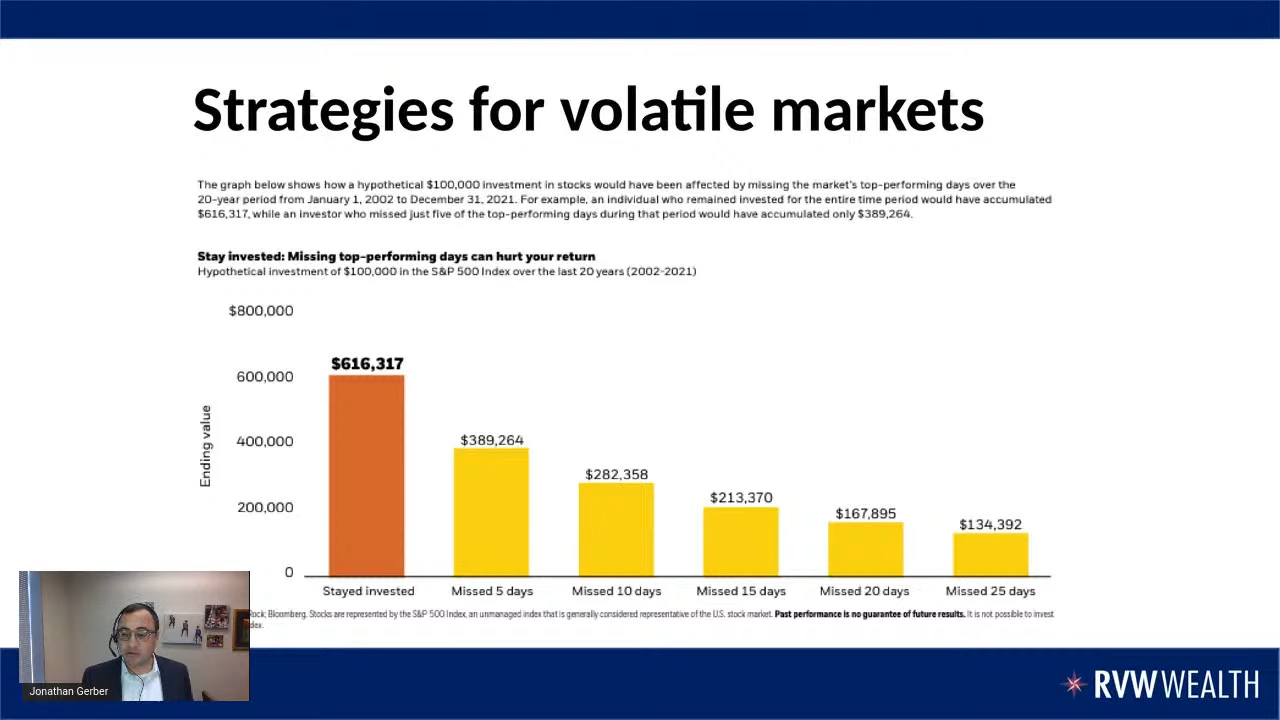 Strategies for volatile markets
The graph below shows how a hypothetical $100,000 investment in stocks would have been affected by missing the market's top-performing days over the
20-year period from January 1, 2002 to December 31, 2021. For example, an individual who remained invested for the entire time period would have accumulated
$616,317, while an investor who missed just five of the top-performing days during that period would have accumulated only $389,264.
Stay invested: Missing top-performing days can hurt your return
Hypothetical investment of $100,000 in the S&P 500 Index over the last 20 years (2002-2021)
$800,000
600,000
400,000
200,000
0
Ending value
$616,317
$389,264
$282,358
$213,370
$167,895
$134,392
Stayed invested
Missed 5 days
Missed 10 days
Missed 15 days
Missed 20 days
Missed 25 days
Bloomberg. Stocks are represented by the S&P 500 Index, an unmanaged index that is generally considered representative of the U.S. stock market. Past performance is no guarantee of future results. It is not possible to invest
Jonathan Gerber
RVW WEALTH